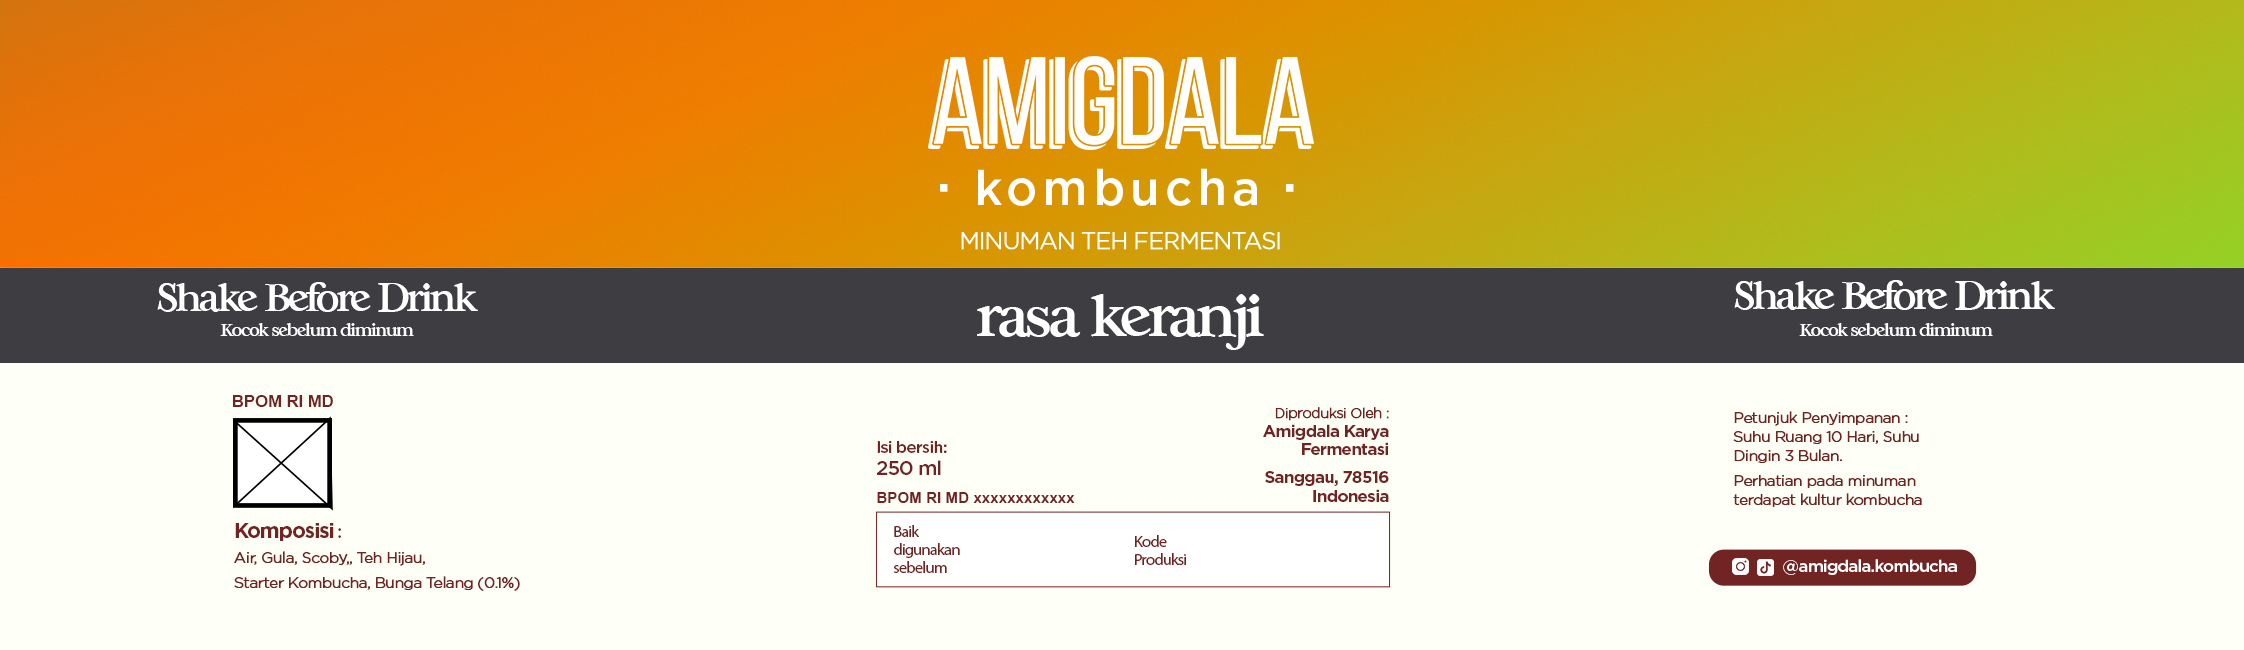 AMIGDALA
· kombucha ·
MINUMAN TEH FERMENTASI
Shake Before Drink
Kocok sebelum diminum
rasa keranji
Shake Before Drink
Kocok sebelum diminum
BPOM RI MD
Komposisi :
Air, Gula, Scoby,, Teh Hijau,
Starter Kombucha, Bunga Telang (0.1%)
Isi bersih:
250 ml
BPOM RI MD xxxxxxxxxxxx
Diproduksi Oleh :
Amigdala Karya
Fermentasi
Sanggau, 78516
Indonesia
Baik
digunakan
sebelum
Kode
Produksi
Petunjuk Penyimpanan :
Suhu Ruang 10 Hari, Suhu
Dingin 3 Bulan.
Perhatian pada minuman
terdapat kultur kombucha
@amigdala.kombucha